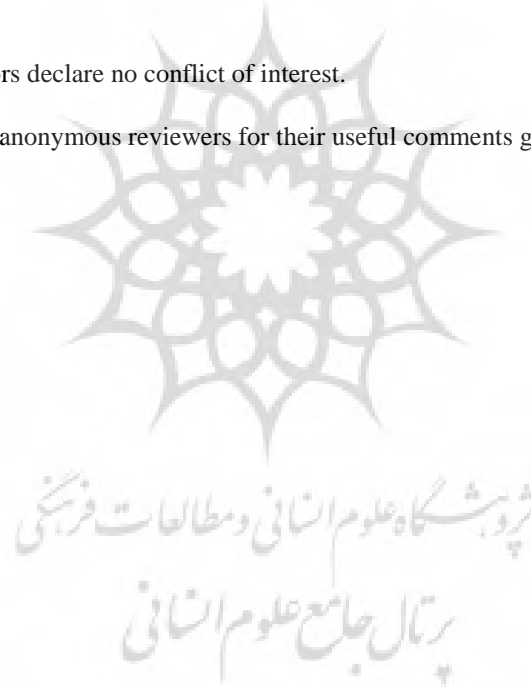 ors declare no conflict of interest.
anonymous reviewers for their useful comments g
پژوهشگاه علوم انسانی و مطالعات فرهنگی
پرتال جامع علوم انسانی